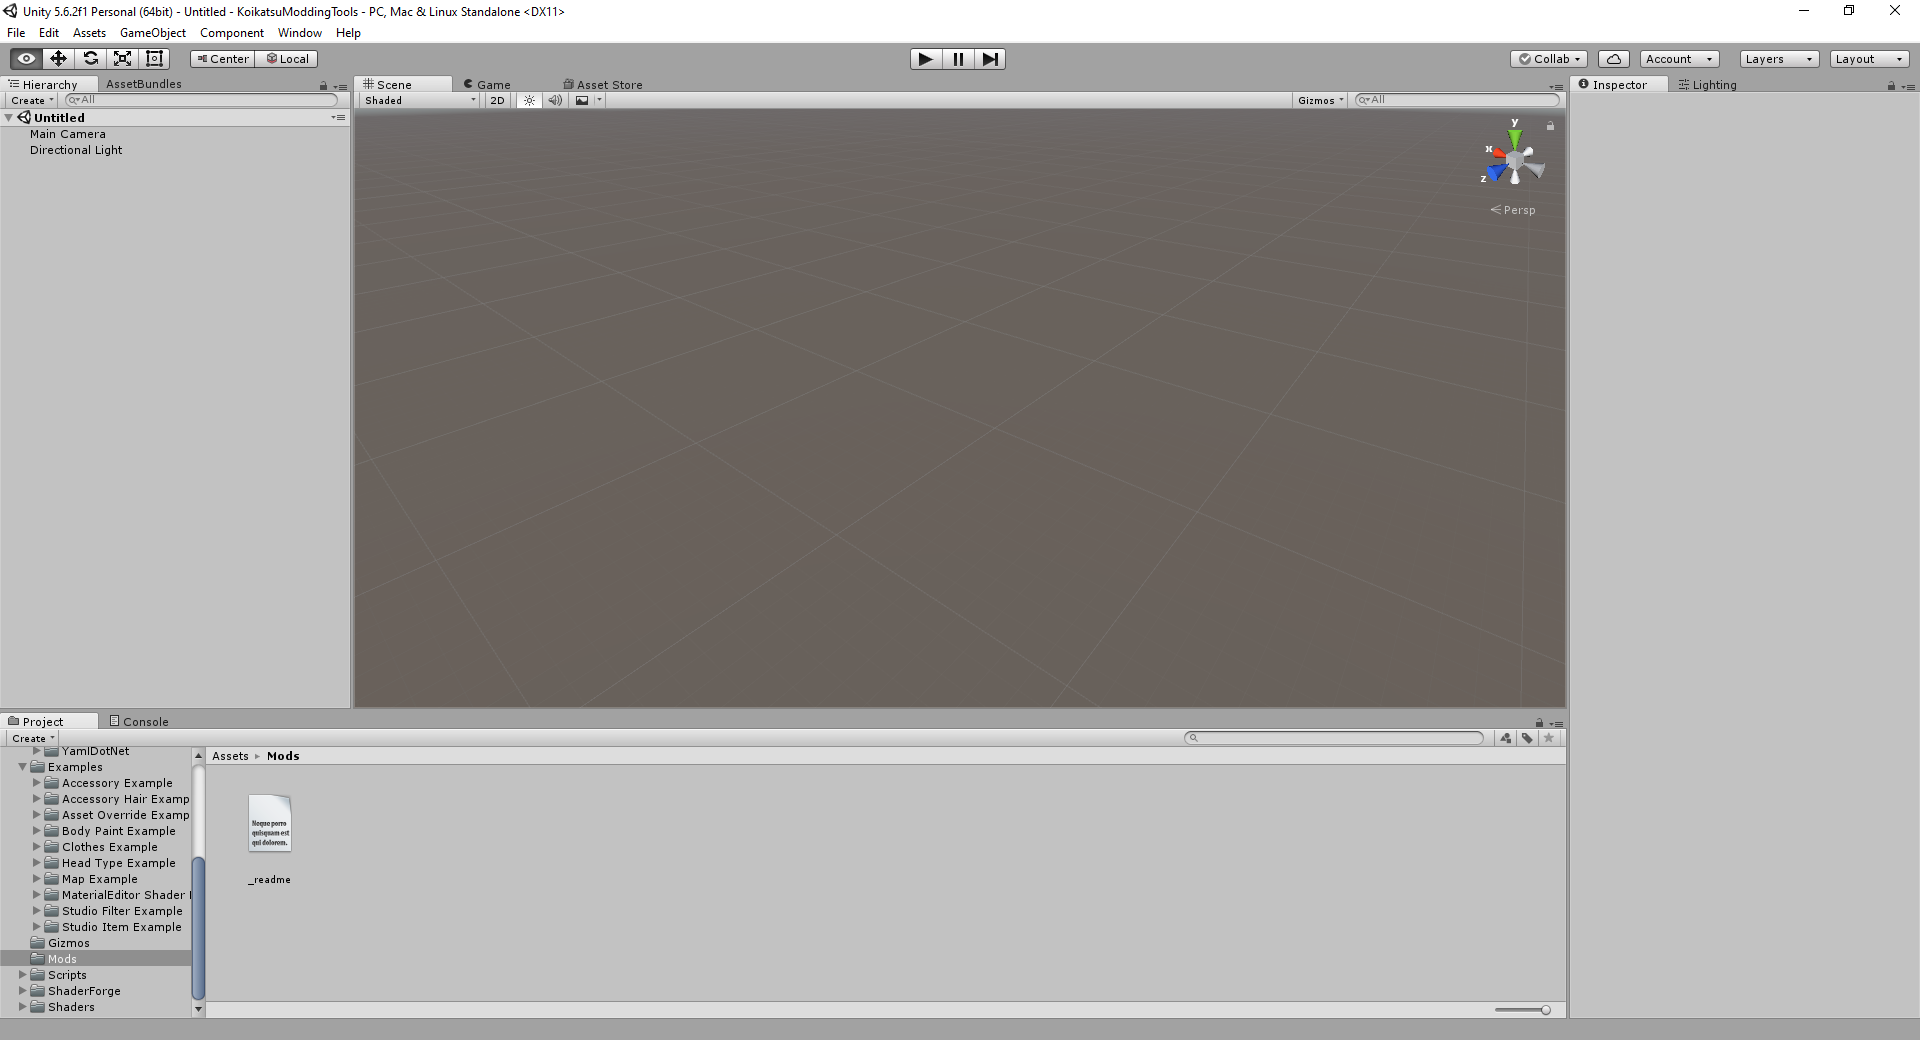 Unity 5.6.2f1 Personal (64bit) - Untitled - KoikatsuModdingTools - PC, Mac & Linux Standalone <DX11>
File Edit Assets GameObject Component Window Help
Center Local
Collab Account Layers Layout
Hierarchy AssetBundles
Create All
Untitled
Main Camera
Directional Light
Scene Game Asset Store
Shaded 2D Gizmos All
y
x
z
Persp
Inspector Lighting
Project Console
Create
YamlDotNet
Examples
Accessory Example
Accessory Hair Examp
Asset Override Examp
Body Paint Example
Clothes Example
Head Type Example
Map Example
MaterialEditor Shader
Studio Filter Example
Studio Item Example
Gizmos
Mods
Scripts
ShaderForge
Shaders
Assets ▸ Mods
Neque porro
quisquam est
qui dolorem.
_readme